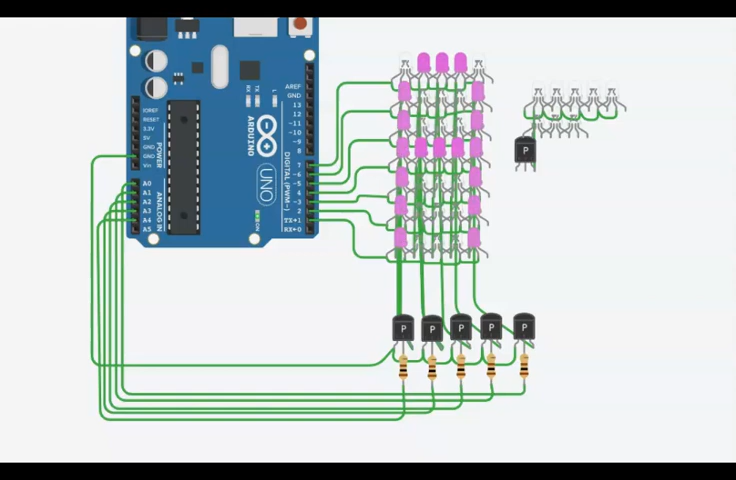 AREF
GND
13
12
~11
~10
~9
8
IOREF
RESET
3.3V
5V
GND
GND
Vin
RX
TX
L
ARDUINO
UNO
POWER
ANALOG IN
DIGITAL (PWM~)
7
~6
~5
4
~3
2
TX→1
RX←0
A0
A1
A2
A3
A4
A5
ON
P
P P P P P